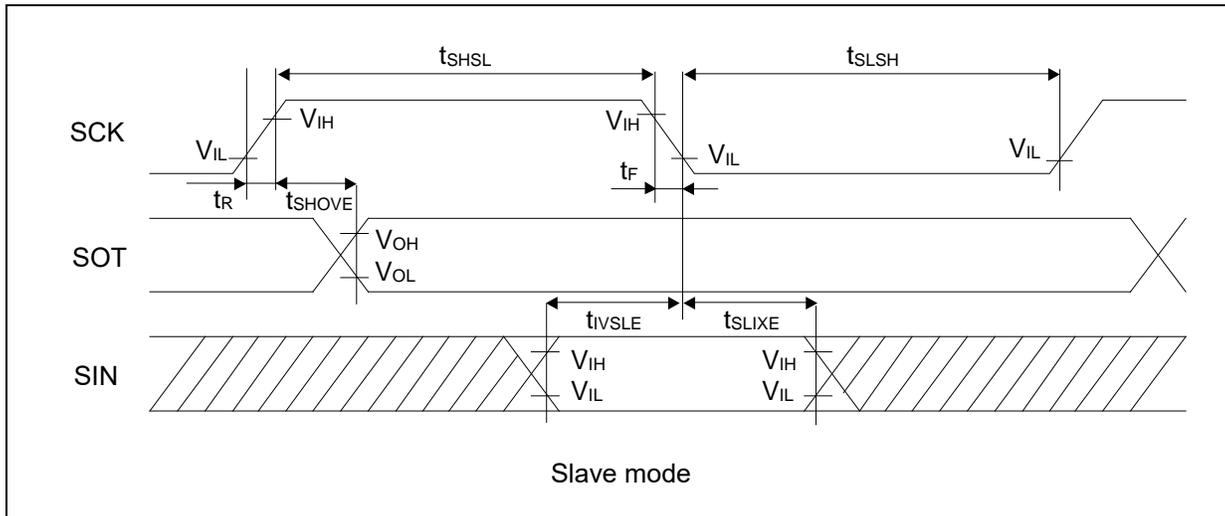 tSHSL
tSLSH
SCK
VIH
VIH
VIL
VIL
VIL
tR
tSHOVE
tF
SOT
VOH
VOL
tIVSLE
tSLIXE
SIN
VIH
VIH
VIL
VIL
Slave mode